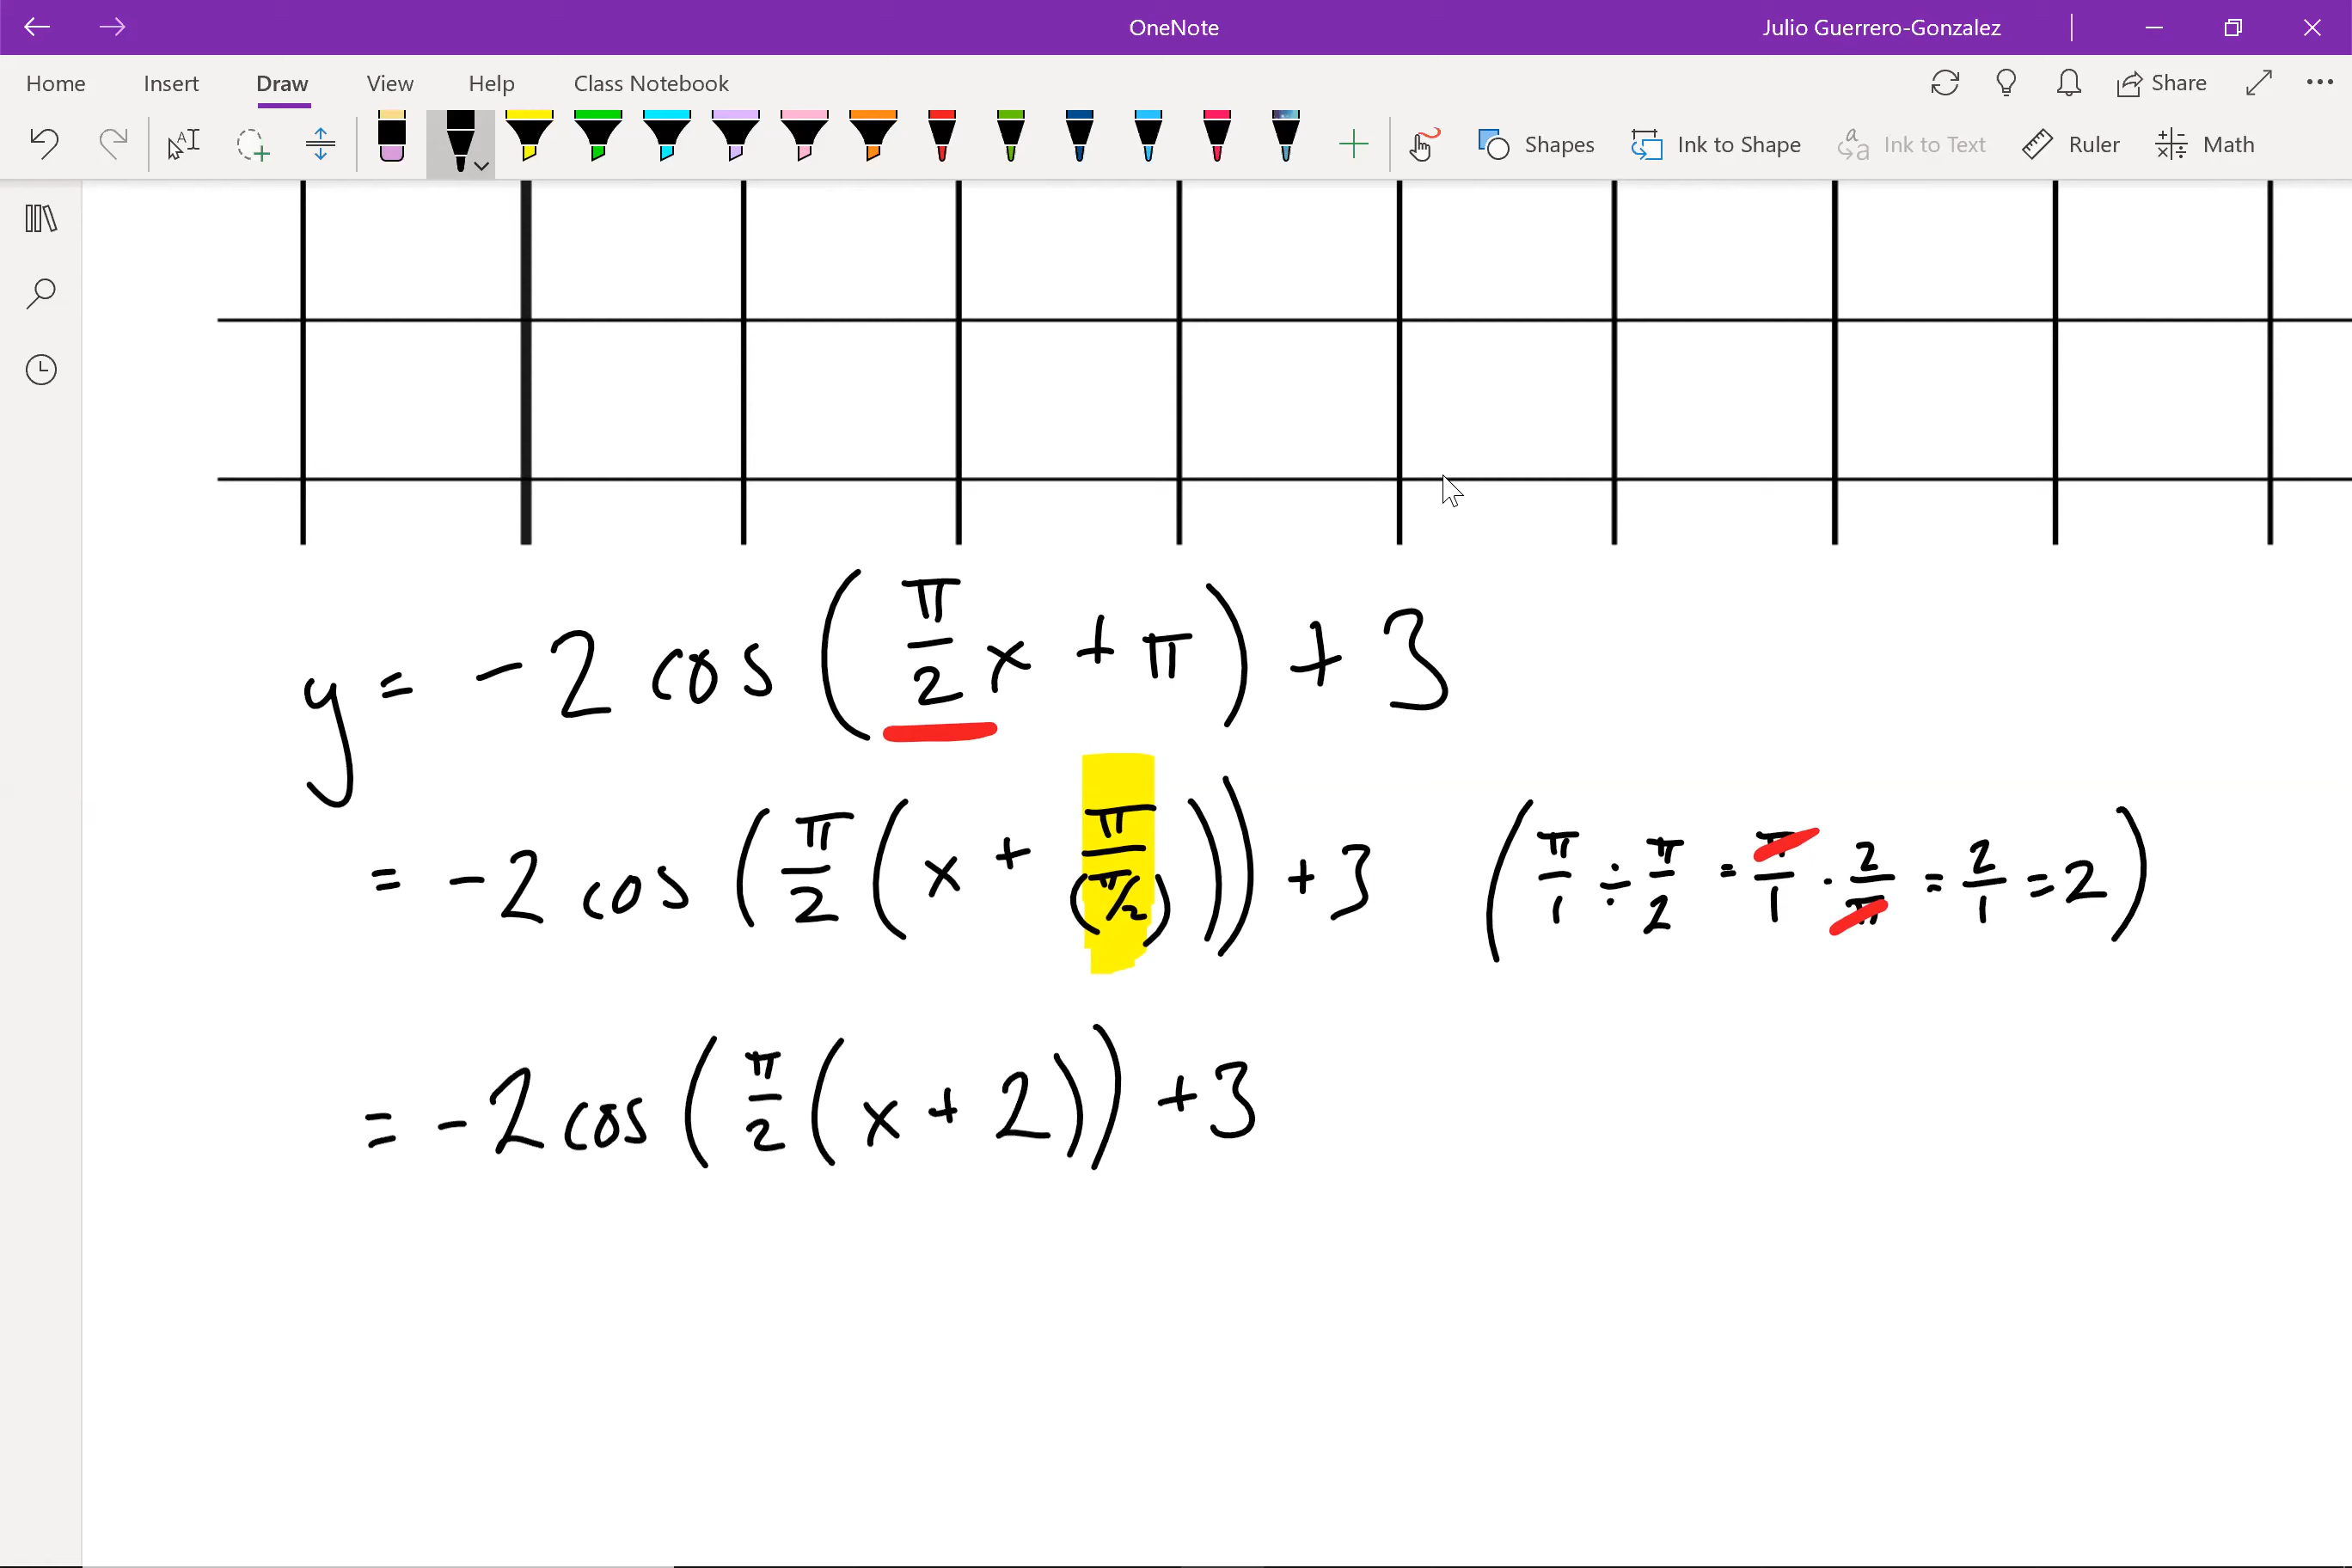 OneNote
Julio Guerrero-Gonzalez
Home Insert Draw View Help Class Notebook Share
Shapes Ink to Shape Ink to Text Ruler Math
y = -2 cos (π/2 x + π) + 3
= -2 cos (π/2 (x + π/(π/2))) + 3 (π/1 ÷ π/2 = π/1 · 2/π = 2/1 = 2)
= -2 cos (π/2 (x + 2)) + 3